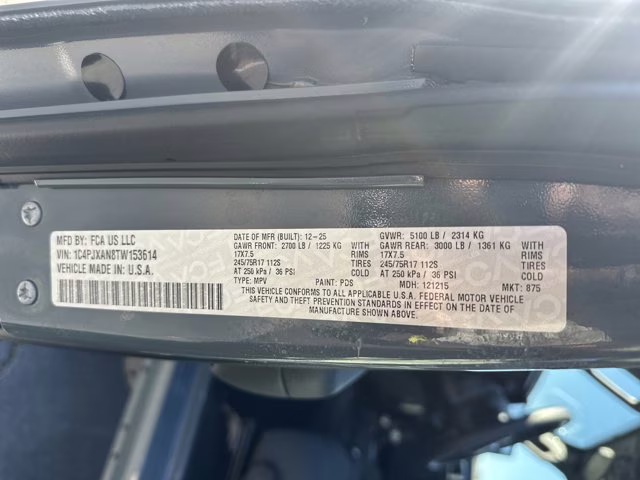 MFD BY: FCA US LLC DATE OF MFR (BUILT): 12-25 GVWR: 5100 LB / 2314 KG
VIN: 1C4PJXAN8TW153614 GAWR FRONT: 2700 LB / 1225 KG GAWR REAR: 3000 LB / 1361 KG
VEHICLE MADE IN: U.S.A. 17X7.5 RIMS 17X7.5 RIMS
245/75R17 112S TIRES 245/75R17 112S TIRES
AT 250 kPa / 36 PSI COLD AT 250 kPa / 36 PSI COLD
TYPE: MPV PAINT: PDS MDH: 121215 MKT: 875
THIS VEHICLE CONFORMS TO ALL APPLICABLE U.S.A. FEDERAL MOTOR VEHICLE
SAFETY AND THEFT PREVENTION STANDARDS IN EFFECT ON THE DATE OF
MANUFACTURE SHOWN ABOVE.